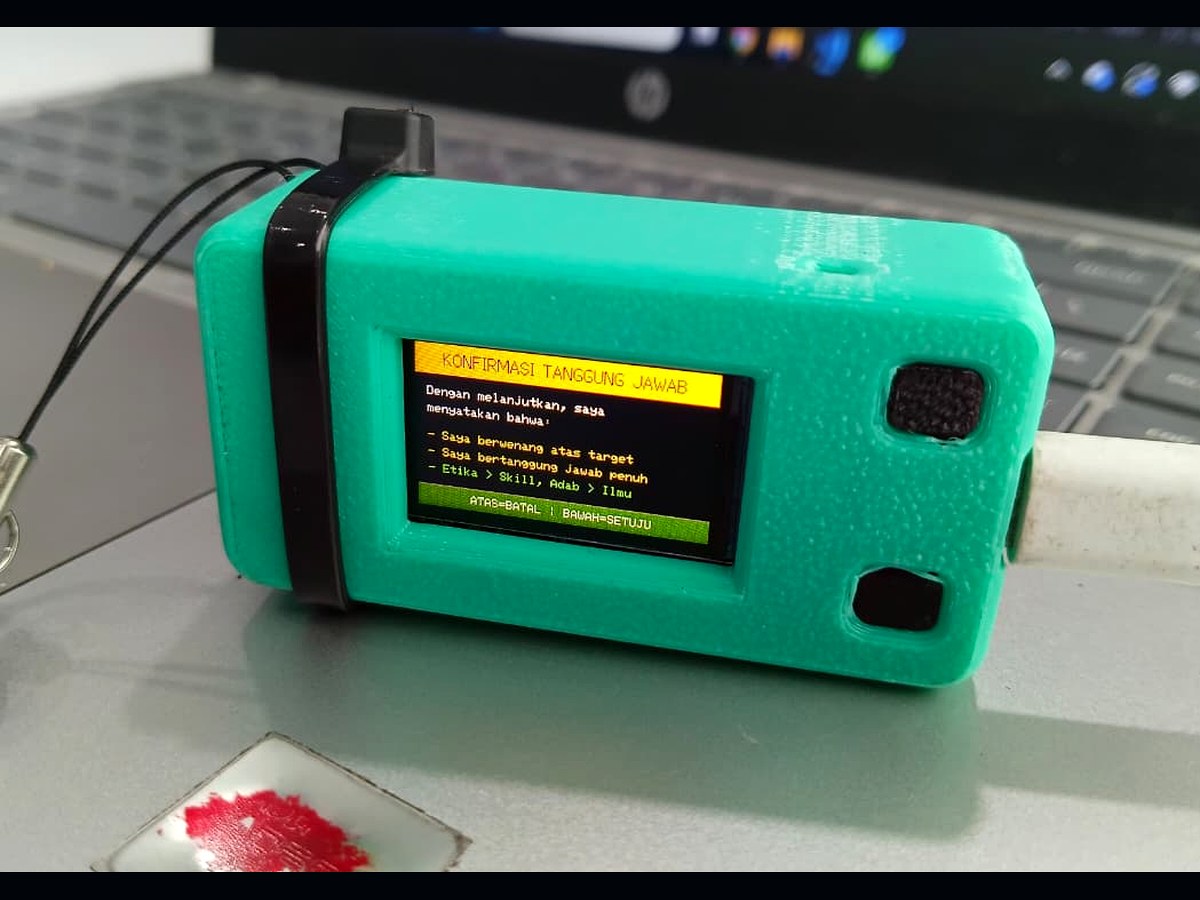 KONFIRMASI TANGGUNG JAWAB
Dengan melanjutkan, saya
menyatakan bahwa:
- Saya berwenang atas target
- Saya bertanggung jawab penuh
- Etika > Skill, Adab > Ilmu
ATAS=BATAL | BAWAH=SETUJU
hp